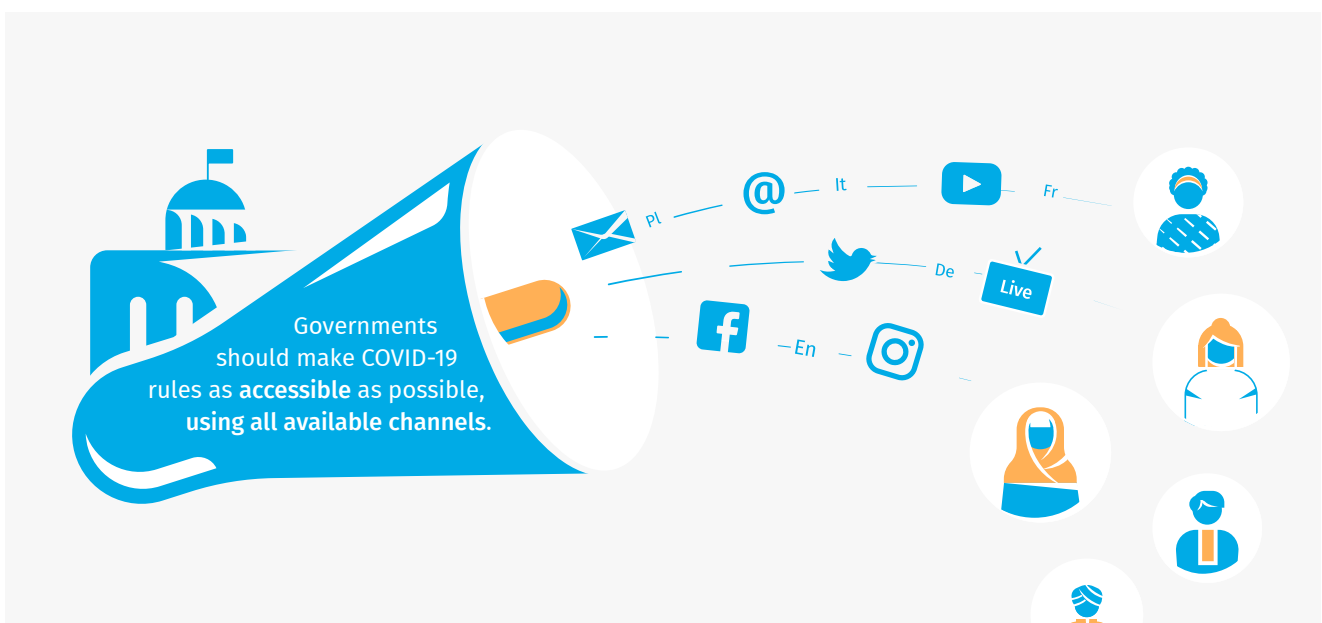 Governments
should make COVID-19
rules as accessible as possible,
using all available channels.
Pl
@
It
Fr
De
Live
En